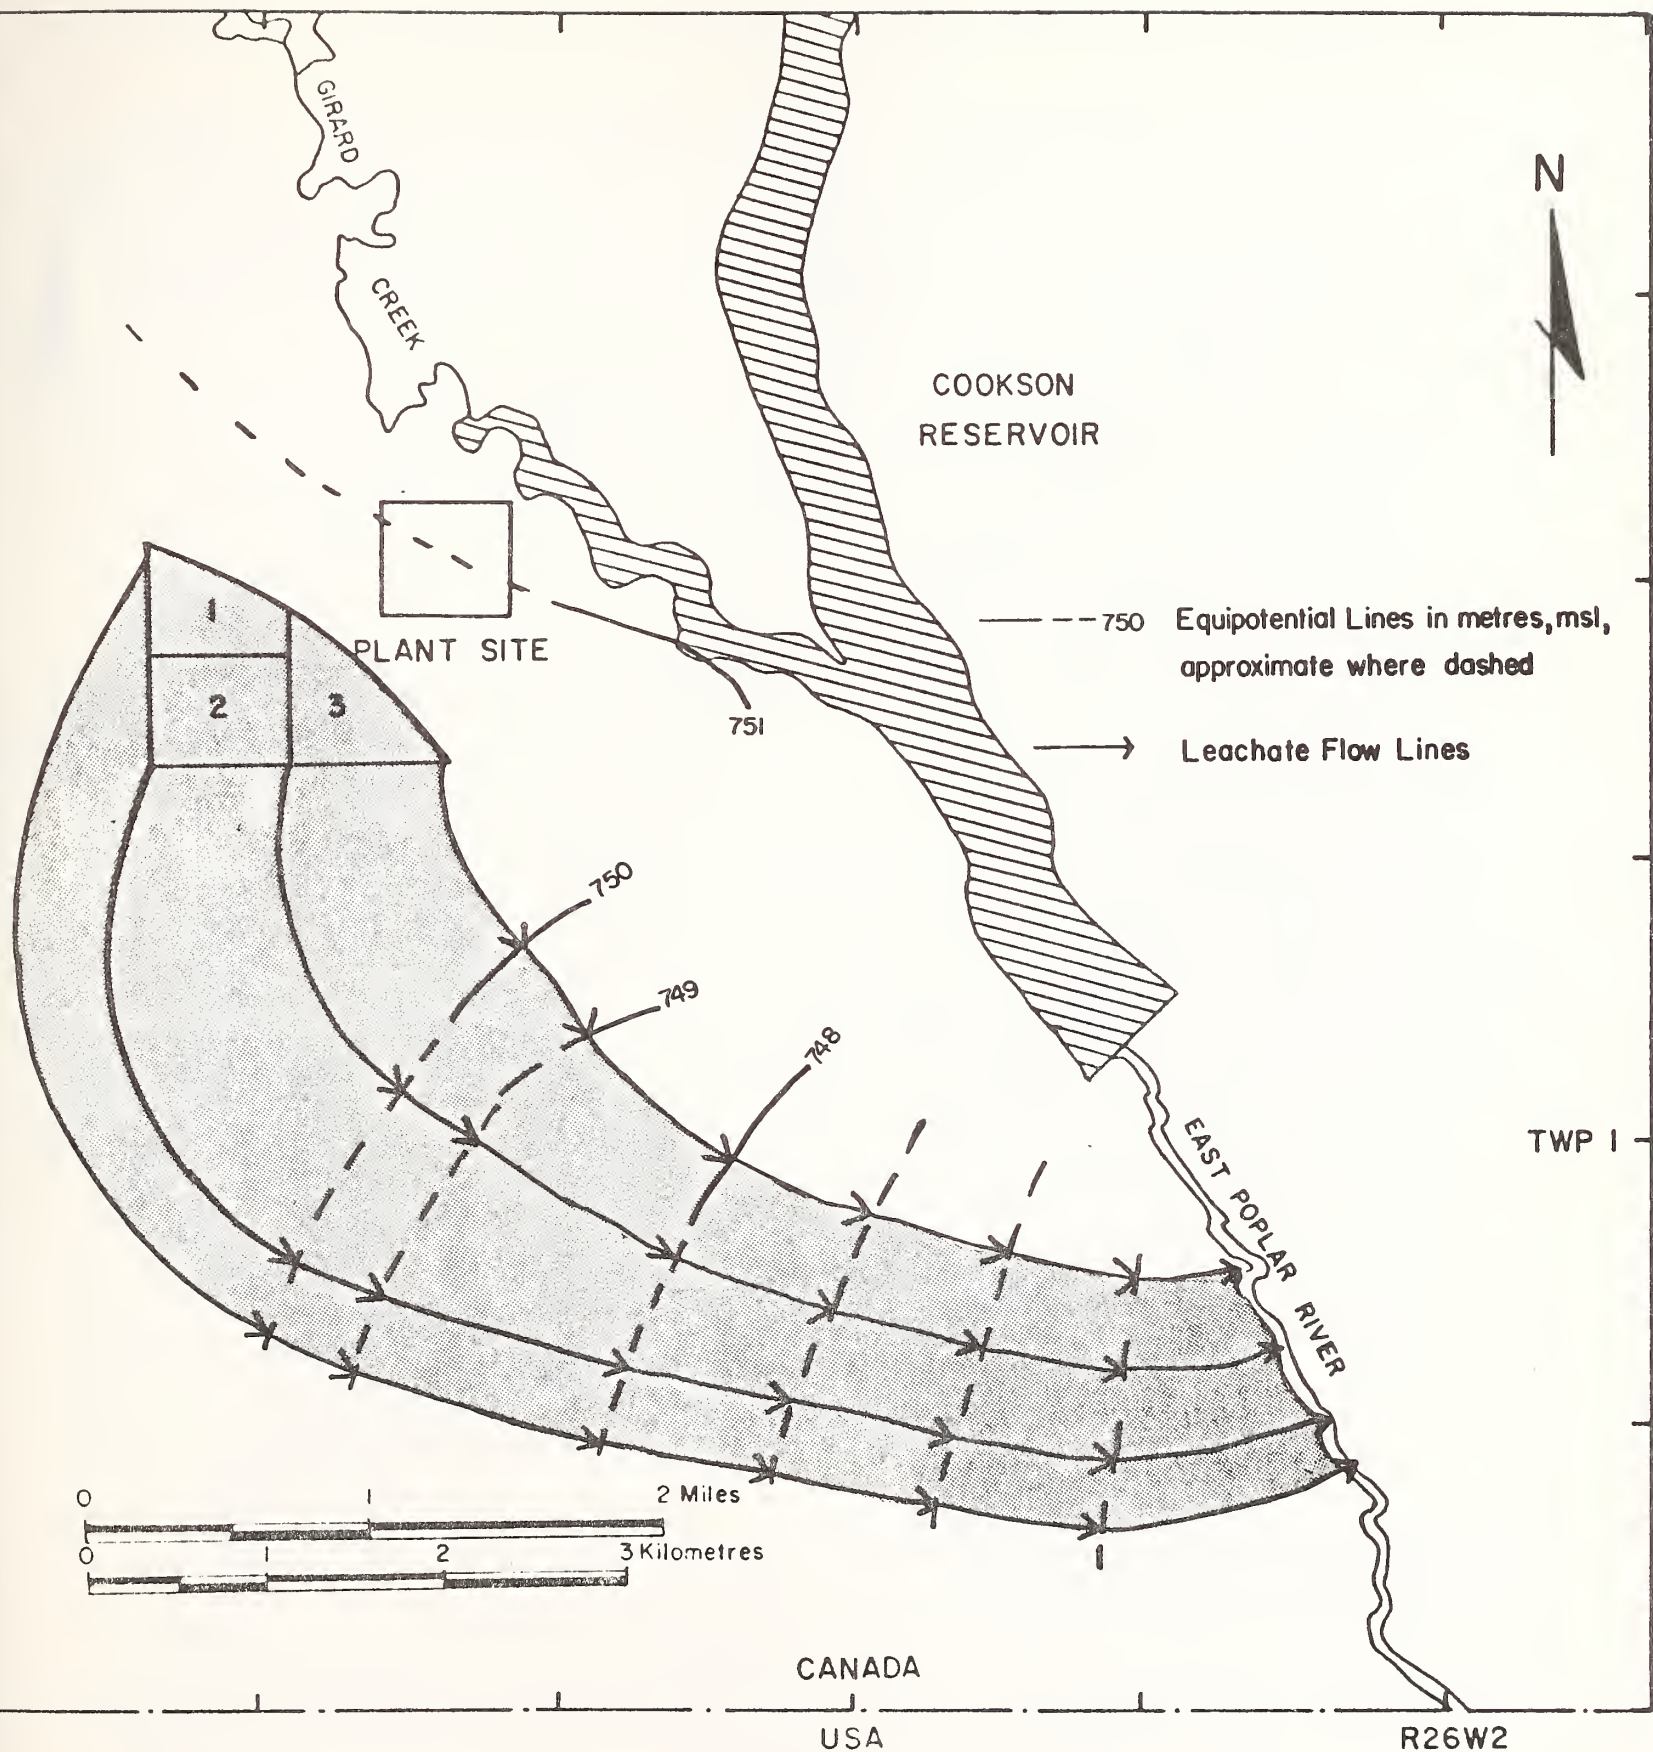 GIRARD
CREEK
N
COOKSON
RESERVOIR
750 Equipotential Lines in metres, msl,
approximate where dashed
Leachate Flow Lines
1
2
3
PLANT SITE
751
750
749
748
EAST POPLAR RIVER
TWP 1
0 1 2 Miles
0 1 2 3 Kilometres
CANADA
USA
R26W2